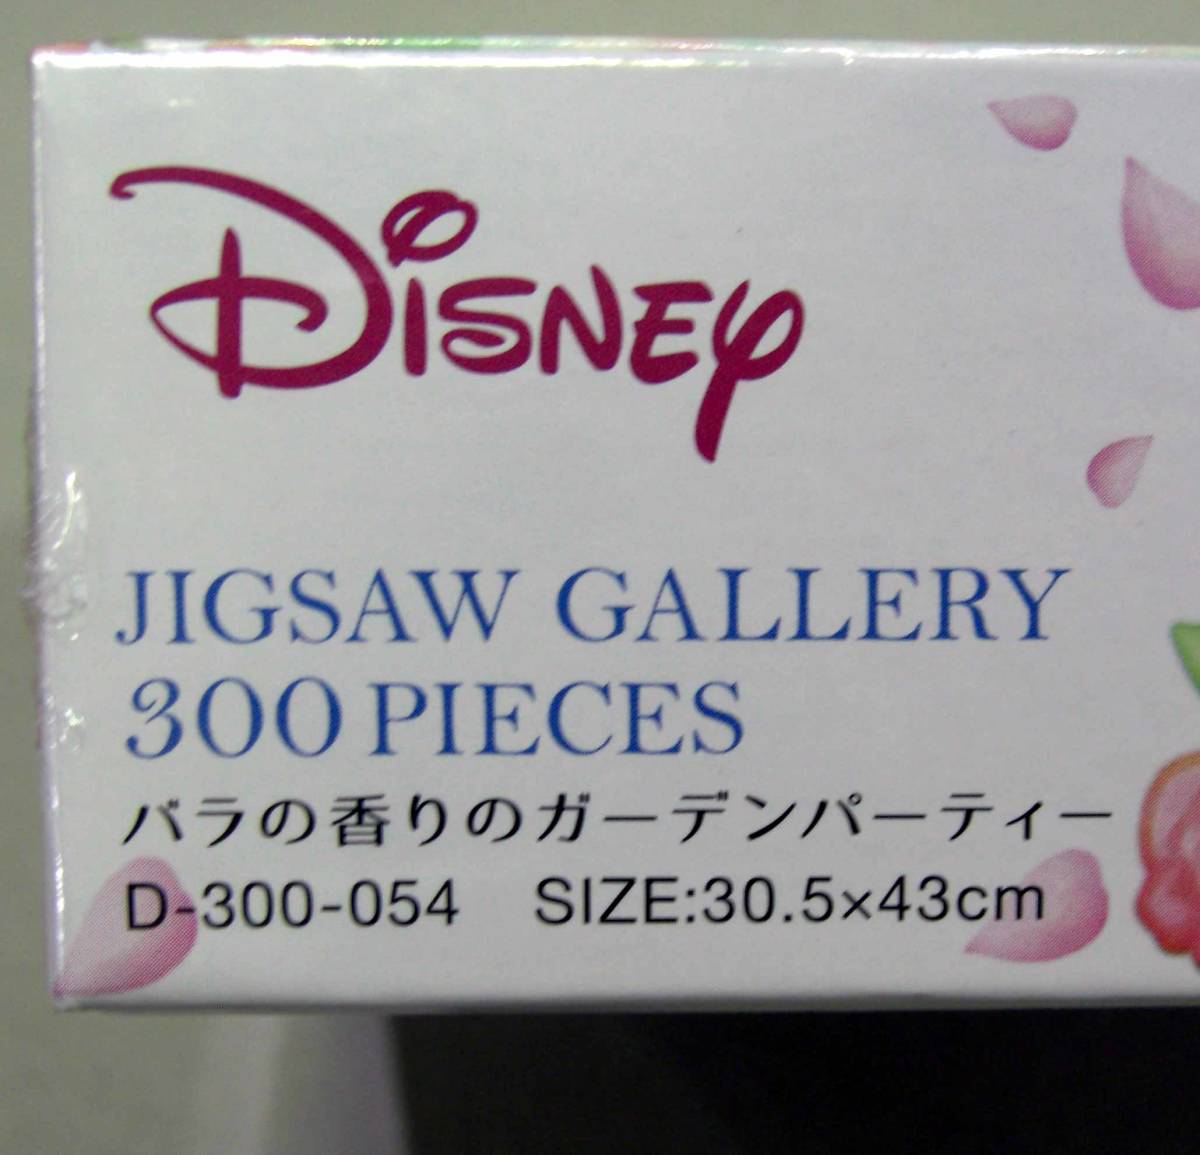 Disney
JIGSAW GALLERY
300 PIECES
バラの香りのガーデンパーティー
D-300-054 SIZE:30.5×43cm